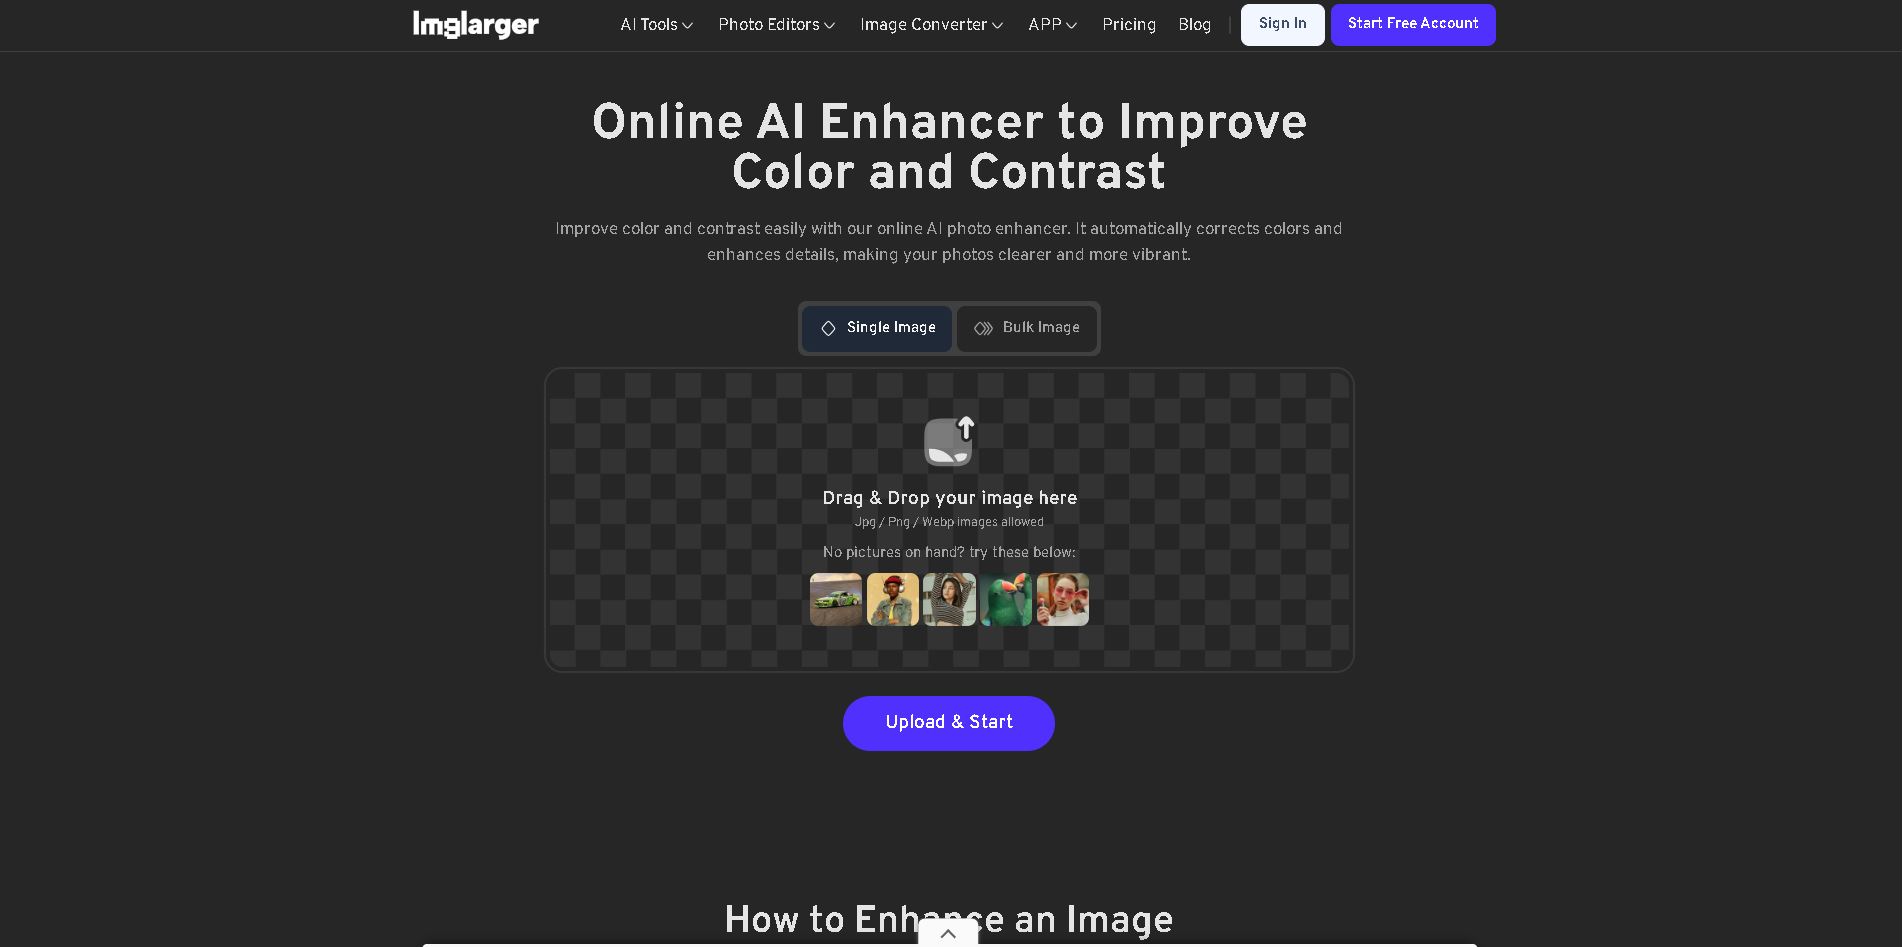 Imglarger
AI Tools
Photo Editors
Image Converter
APP
Pricing
Blog
Sign In
Start Free Account
Online AI Enhancer to Improve
Color and Contrast
Improve color and contrast easily with our online AI photo enhancer. It automatically corrects colors and
enhances details, making your photos clearer and more vibrant.
Single Image
Bulk Image
Drag & Drop your image here
Jpg / Png / Webp images allowed
No pictures on hand? try these below:
Upload & Start
How to Enhance an Image